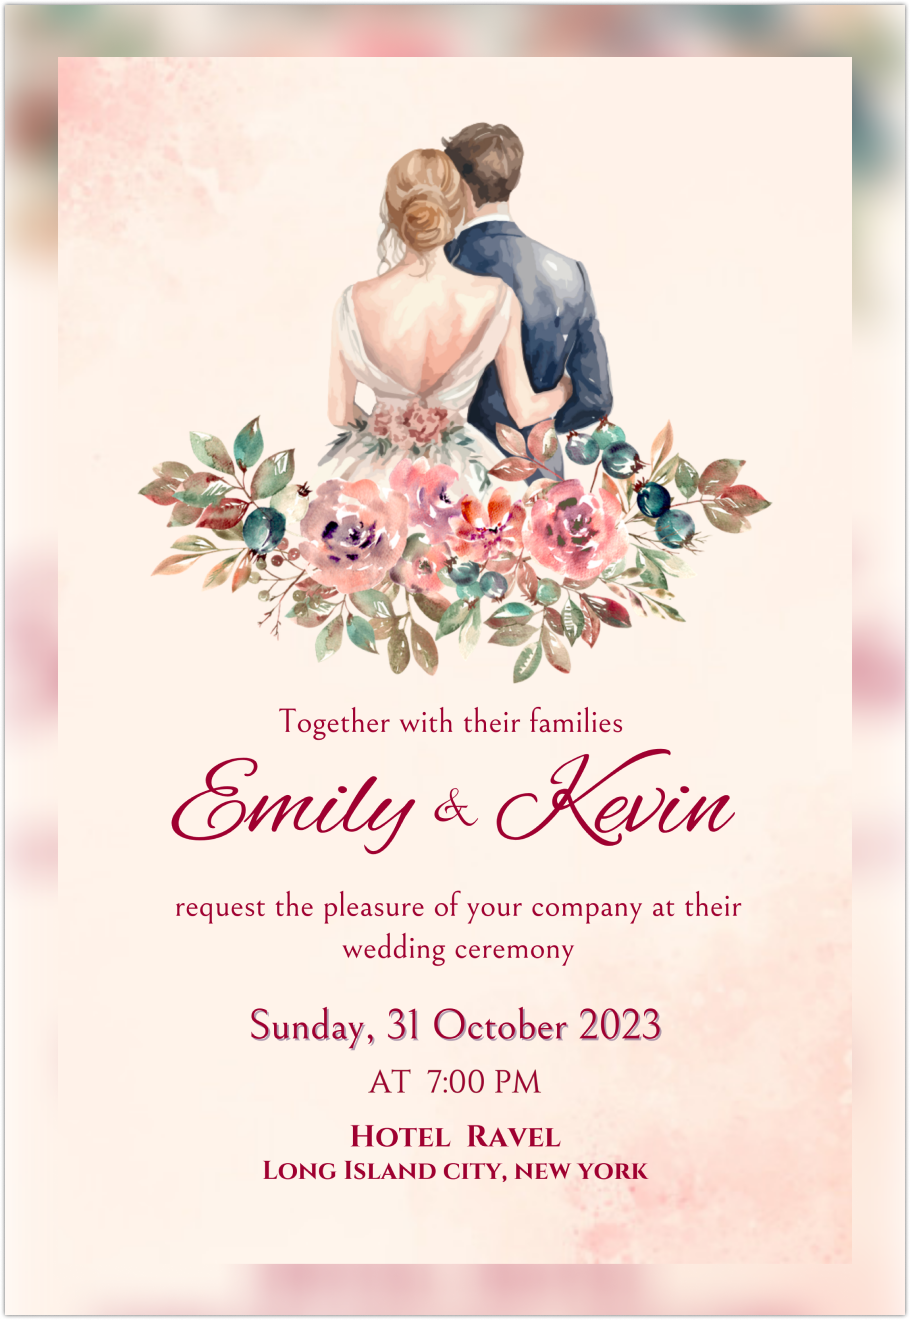 Together with their families
Emily & Kevin
request the pleasure of your company at their
wedding ceremony
Sunday, 31 October 2023
AT 7:00 PM
HOTEL RAVEL
LONG ISLAND CITY, NEW YORK